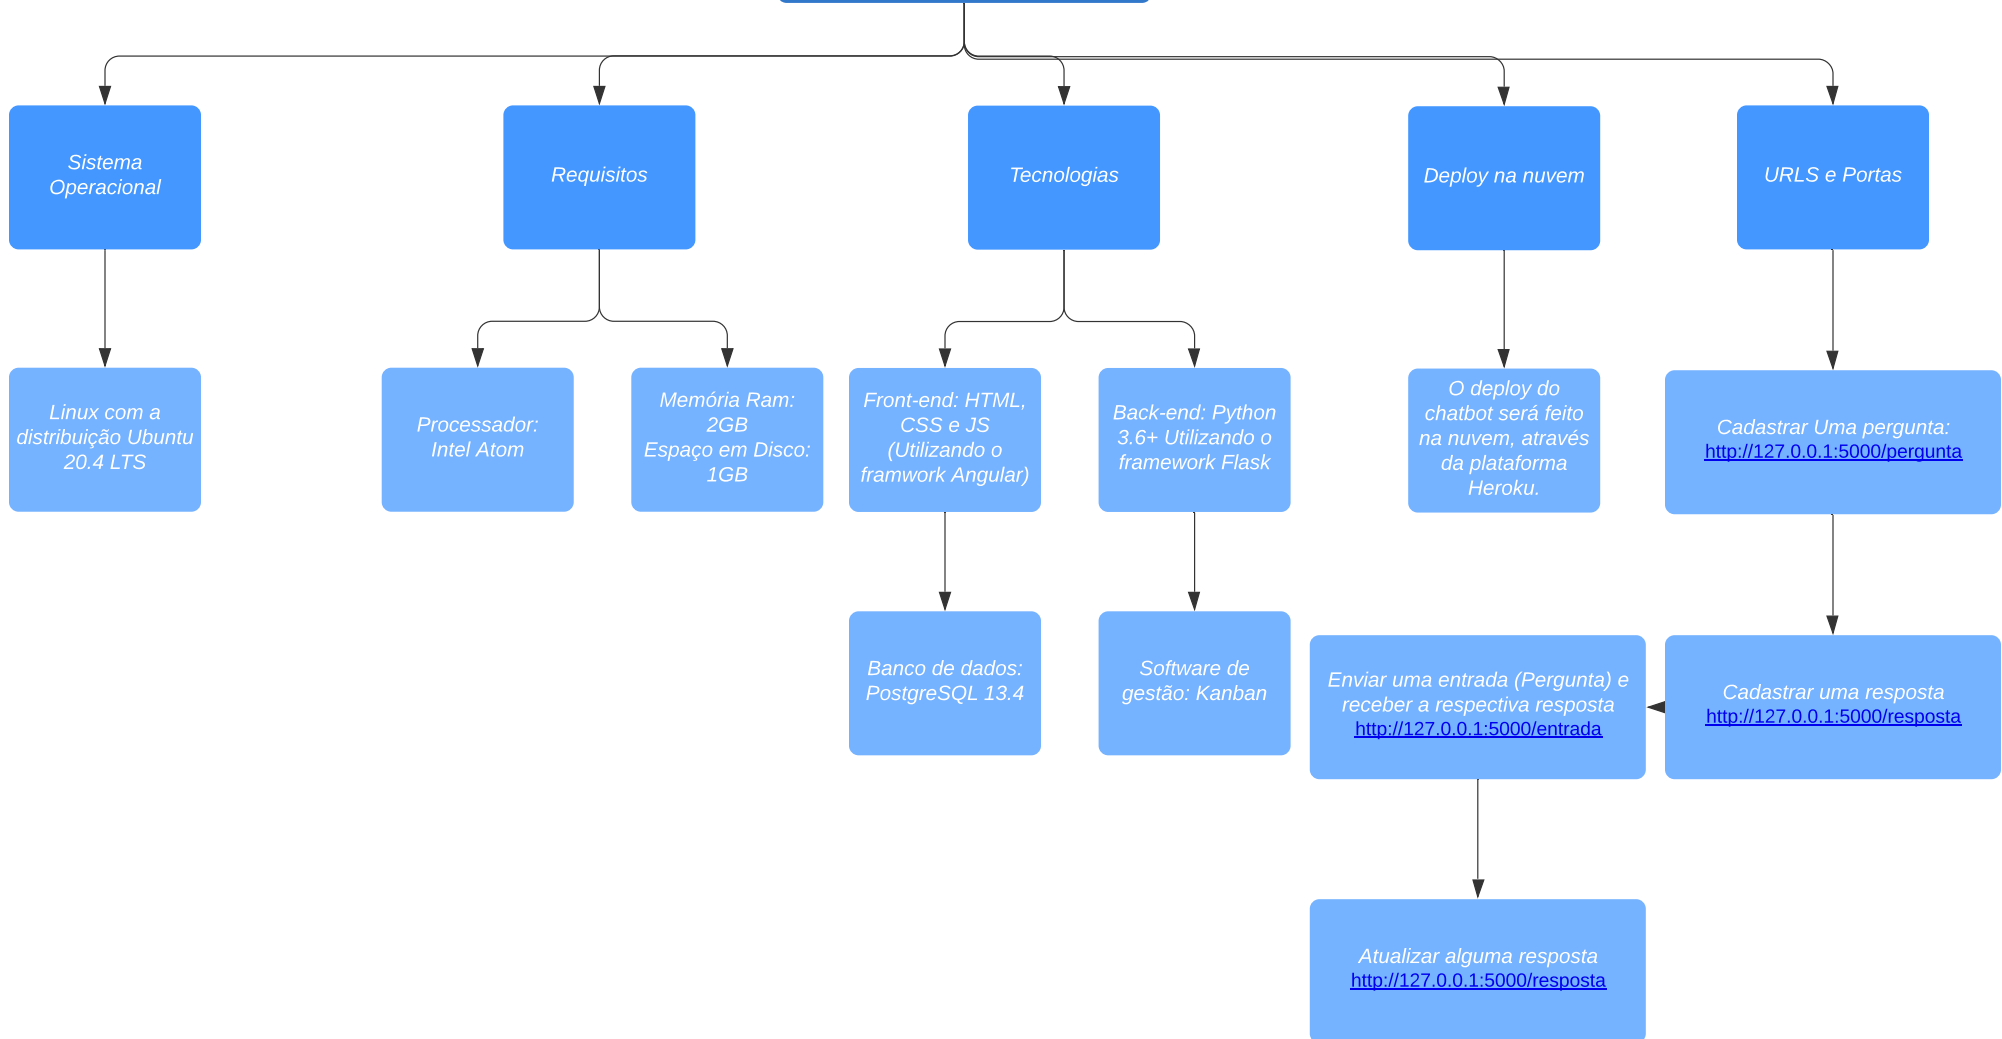 Sistema
Operacional
Requisitos
Tecnologias
Deploy na nuvem
URLS e Portas
Linux com a
distribuição Ubuntu
20.4 LTS
Processador:
Intel Atom
Memória Ram:
2GB
Espaço em Disco:
1GB
Front-end: HTML,
CSS e JS
(Utilizando o
framwork Angular)
Back-end: Python
3.6+ Utilizando o
framework Flask
O deploy do
chatbot será feito
na nuvem, através
da plataforma
Heroku.
Cadastrar Uma pergunta:
http://127.0.0.1:5000/pergunta
Banco de dados:
PostgreSQL 13.4
Software de
gestão: Kanban
Enviar uma entrada (Pergunta) e
receber a respectiva resposta
http://127.0.0.1:5000/entrada
Cadastrar uma resposta
http://127.0.0.1:5000/resposta
Atualizar alguma resposta
http://127.0.0.1:5000/resposta